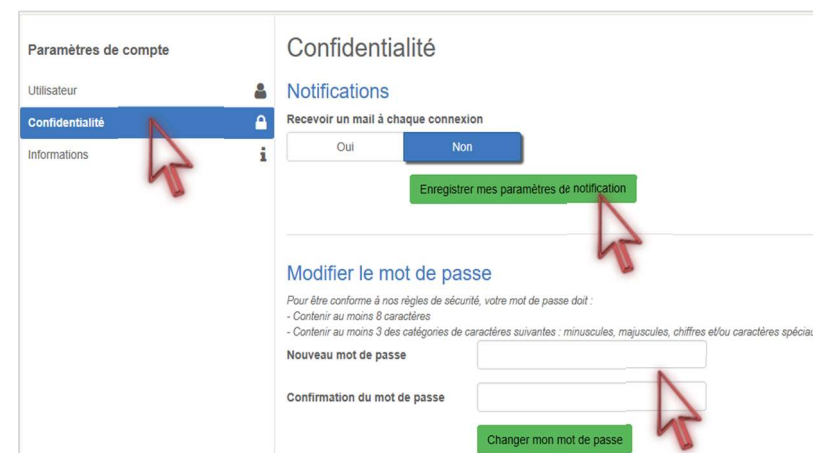 Paramètres de compte
Utilisateur
Confidentialité
Informations
Confidentialité
Notifications
Recevoir un mail à chaque connexion
Oui Non
Enregistrer mes paramètres de notification
Modifier le mot de passe
Pour être conforme à nos règles de sécurité, votre mot de passe doit :
- Contenir au moins 8 caractères
- Contenir au moins 3 des catégories de caractères suivantes : minuscules, majuscules, chiffres et/ou caractères spéciau
Nouveau mot de passe
Confirmation du mot de passe
Changer mon mot de passe